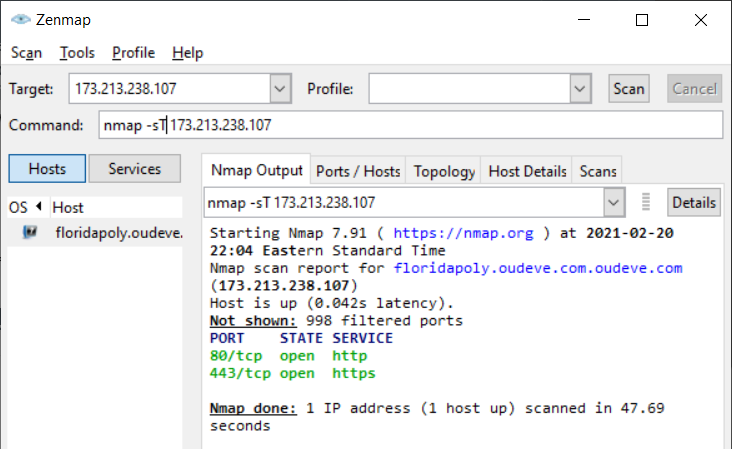 Zenmap
Scan Tools Profile Help
Target: 173.213.238.107 Profile: Scan Cancel
Command: nmap -sT 173.213.238.107
Hosts Services
Nmap Output Ports / Hosts Topology Host Details Scans
nmap -sT 173.213.238.107 Details
OS Host
floridapoly.oudeve.
Starting Nmap 7.91 ( https://nmap.org ) at 2021-02-20
22:04 Eastern Standard Time
Nmap scan report for floridapoly.oudeve.com.oudeve.com
(173.213.238.107)
Host is up (0.042s latency).
Not shown: 998 filtered ports
PORT STATE SERVICE
80/tcp open http
443/tcp open https
Nmap done: 1 IP address (1 host up) scanned in 47.69
seconds